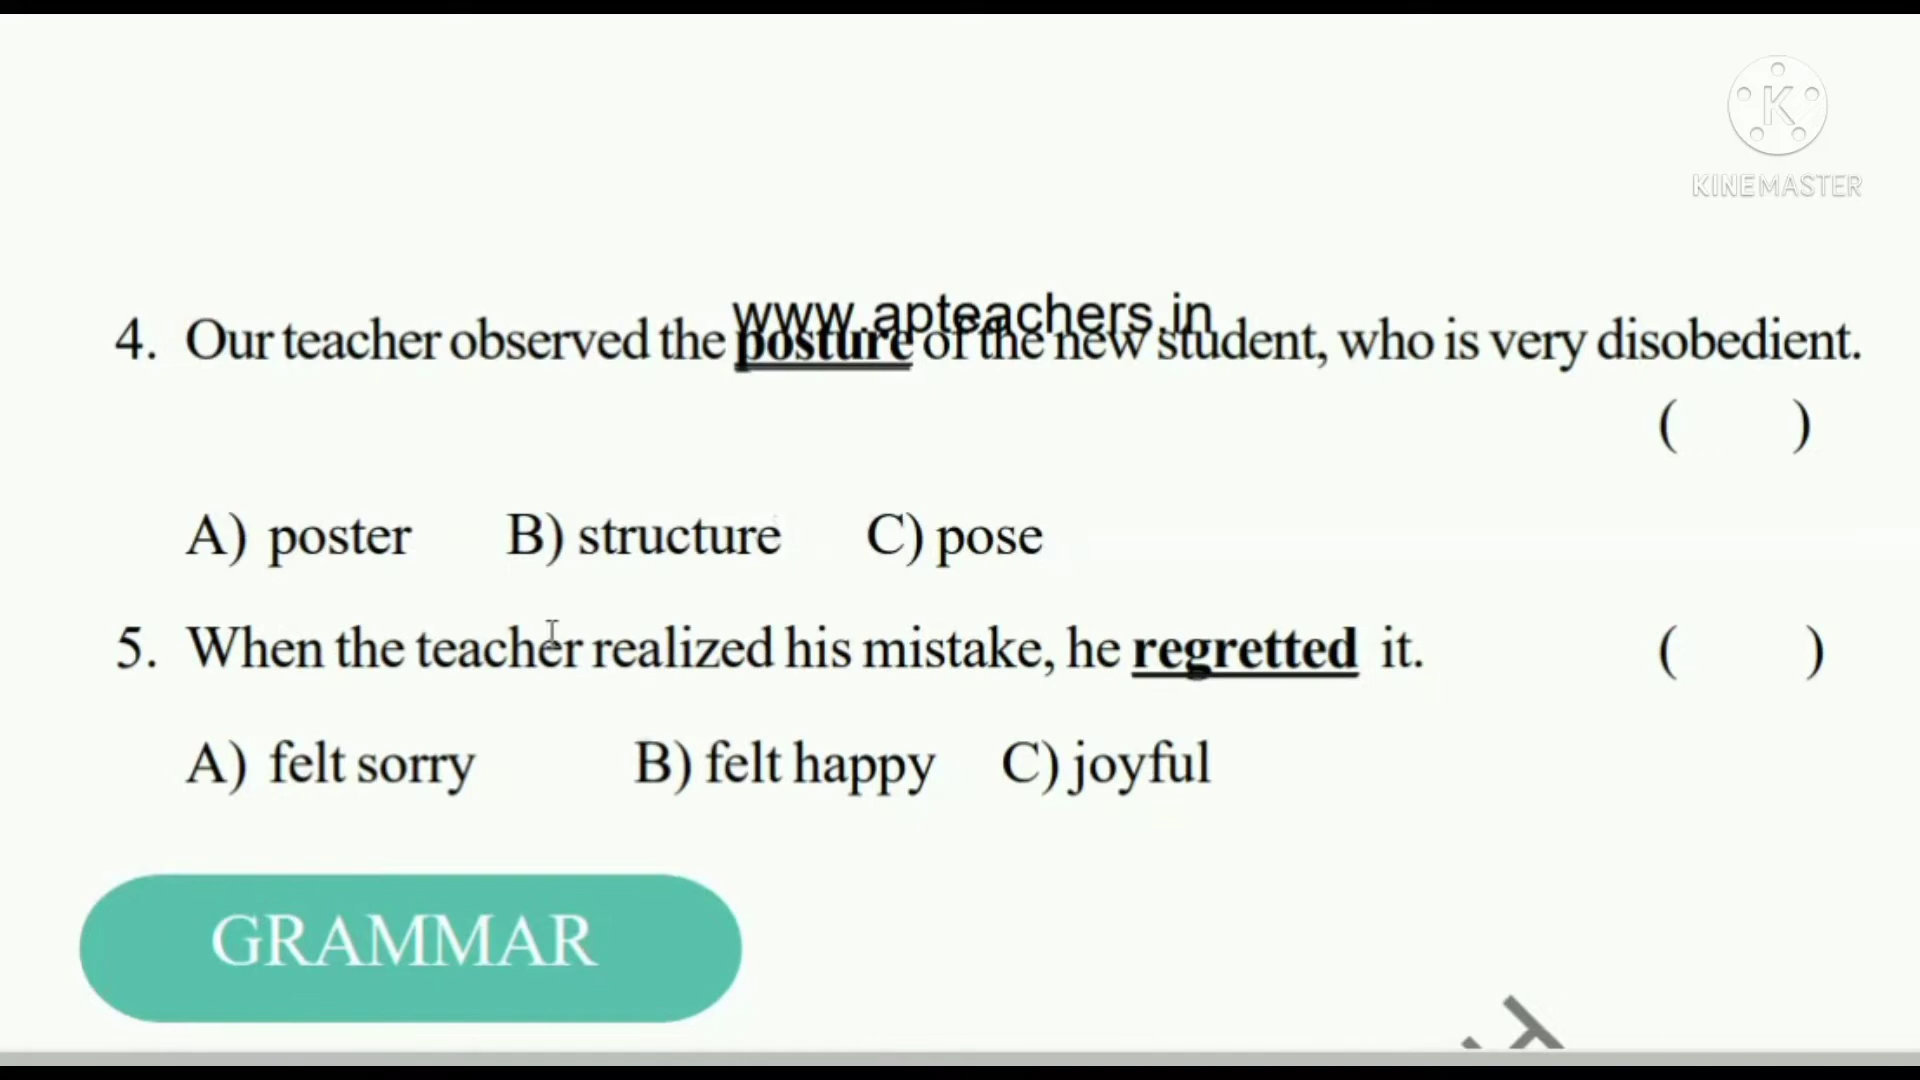 K
KINEMASTER
www.apteachers.in
4. Our teacher observed the posture of the new student, who is very disobedient.
( )
A) poster B) structure C) pose
5. When the teacher realized his mistake, he regretted it. ( )
A) felt sorry B) felt happy C) joyful
GRAMMAR